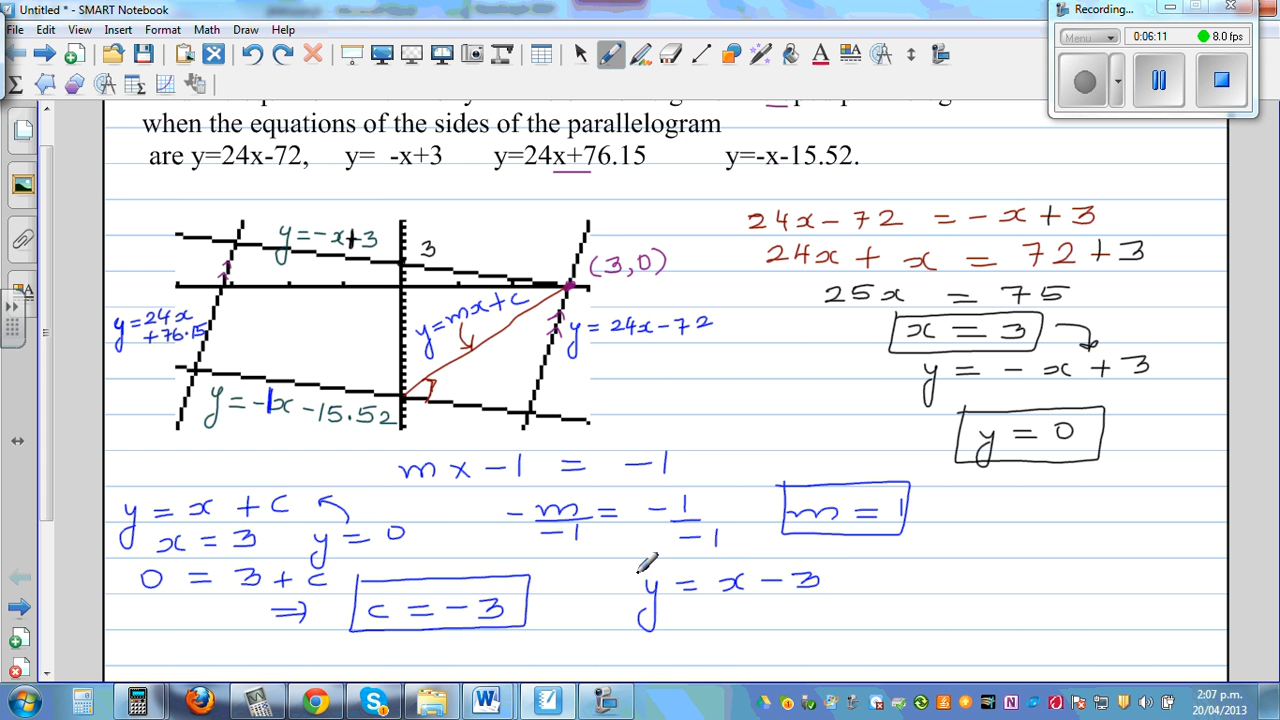 Untitled * - SMART Notebook
File Edit View Insert Format Math Draw Help
Recording...
Menu
0:06:11
8.0 fps
when the equations of the sides of the parallelogram
are y=24x-72, y= -x+3 y=24x+76.15 y=-x-15.52.
y=-x+3
3
(3,0)
y=24x
+76.15
y=mx+c
y=24x-72
y=-1x-15.52
24x-72 = -x+3
24x + x = 72+3
25x = 75
x = 3
y = -x+3
y = 0
m x -1 = -1
-m/-1 = -1/-1
m = 1
y = x + c
x = 3 y = 0
0 = 3 + c
⇒ c = -3
y = x - 3
2:07 p.m.
20/04/2013